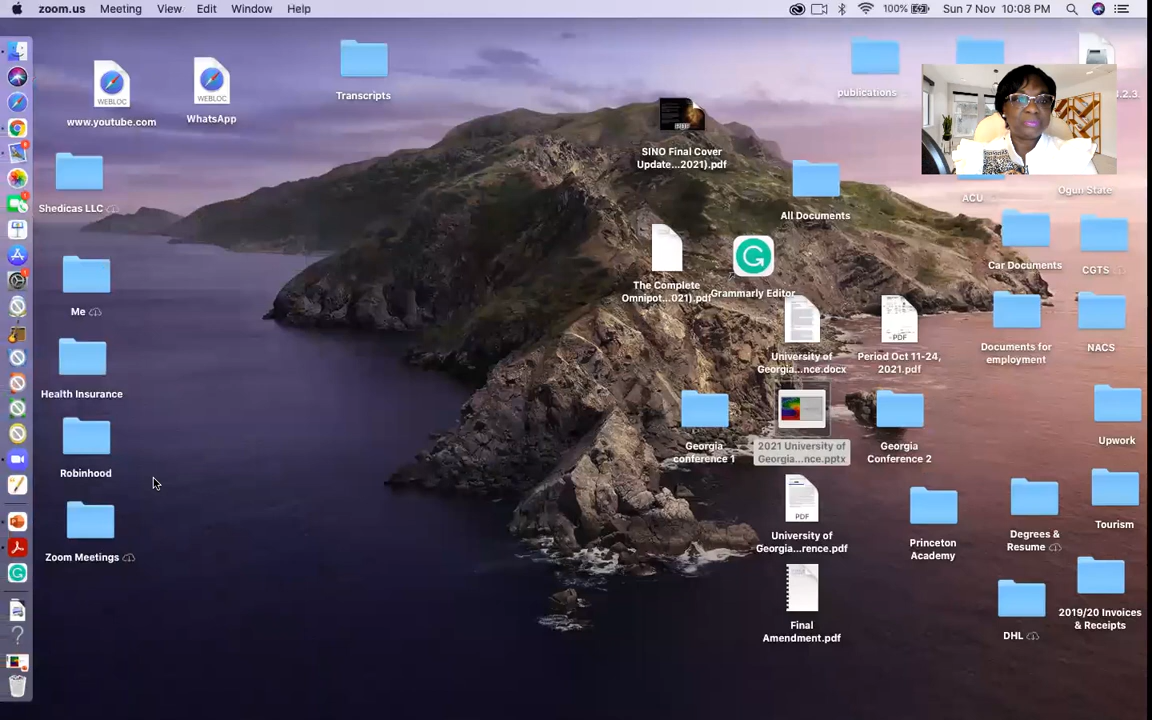 zoom.us Meeting View Edit Window Help
100% Sun 7 Nov 10:08 PM
WEBLOC
www.youtube.com
WEBLOC
WhatsApp
Transcripts
publications
SINO Final Cover
Update...2021).pdf
Shedicas LLC
All Documents
ACU
Ogun State
The Complete
Omnipot...021).pdf
Grammarly Editor
Car Documents
CGTS
Me
University of
Georgia...nce.docx
PDF
Period Oct 11-24,
2021.pdf
Documents for
employment
NACS
Health Insurance
Georgia
conference 1
2021 University of
Georgia...nce.pptx
Georgia
Conference 2
Upwork
Robinhood
PDF
University of
Georgia...rence.pdf
Princeton
Academy
Degrees &
Resume
Tourism
Zoom Meetings
Final
Amendment.pdf
DHL
2019/20 Invoices
& Receipts